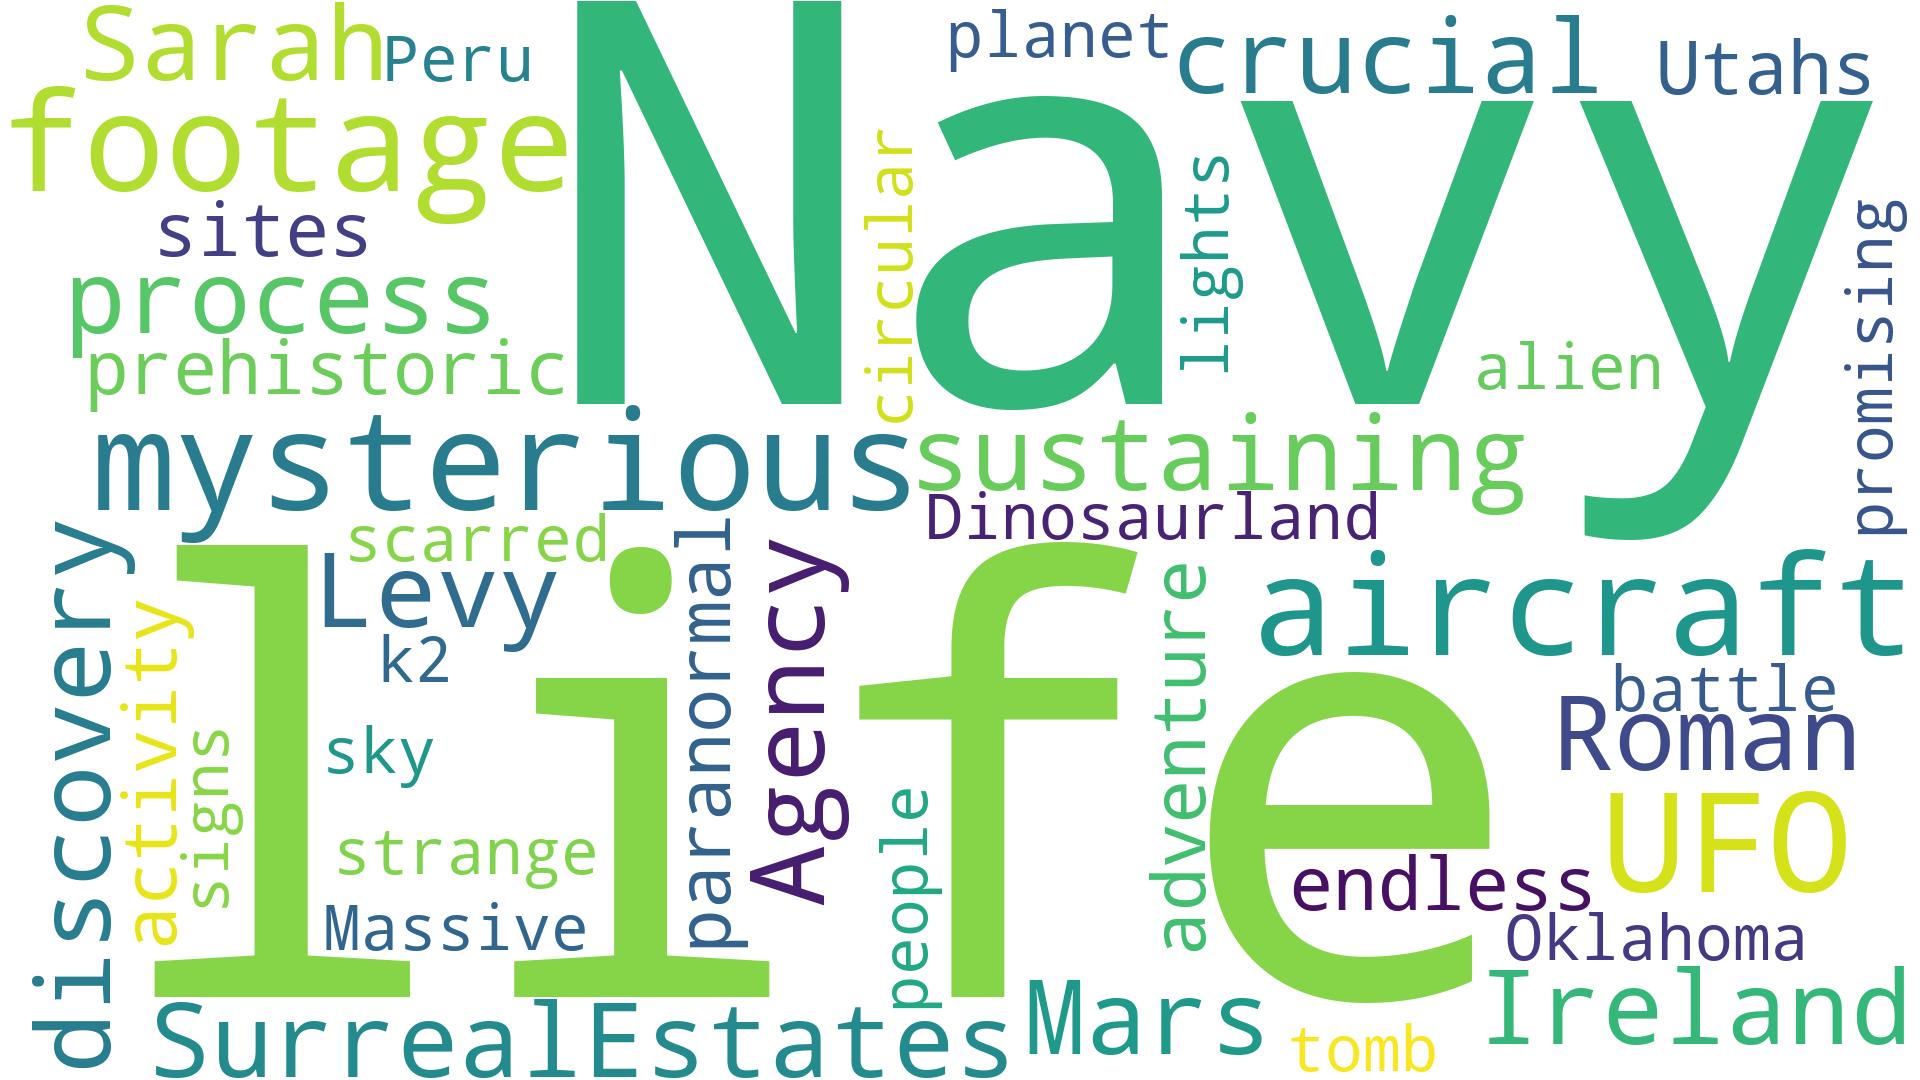 Sarah
Peru
planet
crucial
Utahs
footage
Navy
circular
lights
promising
sites
process
prehistoric
alien
mysterious
sustaining
Dinosaurland
discovery
scarred
Levy
k2
paranormal
Agency
adventure
aircraft
battle
Roman
activity
signs
life
sky
strange
Massive
people
UFO
endless
Oklahoma
SurrealEstates
Mars
tomb
Ireland